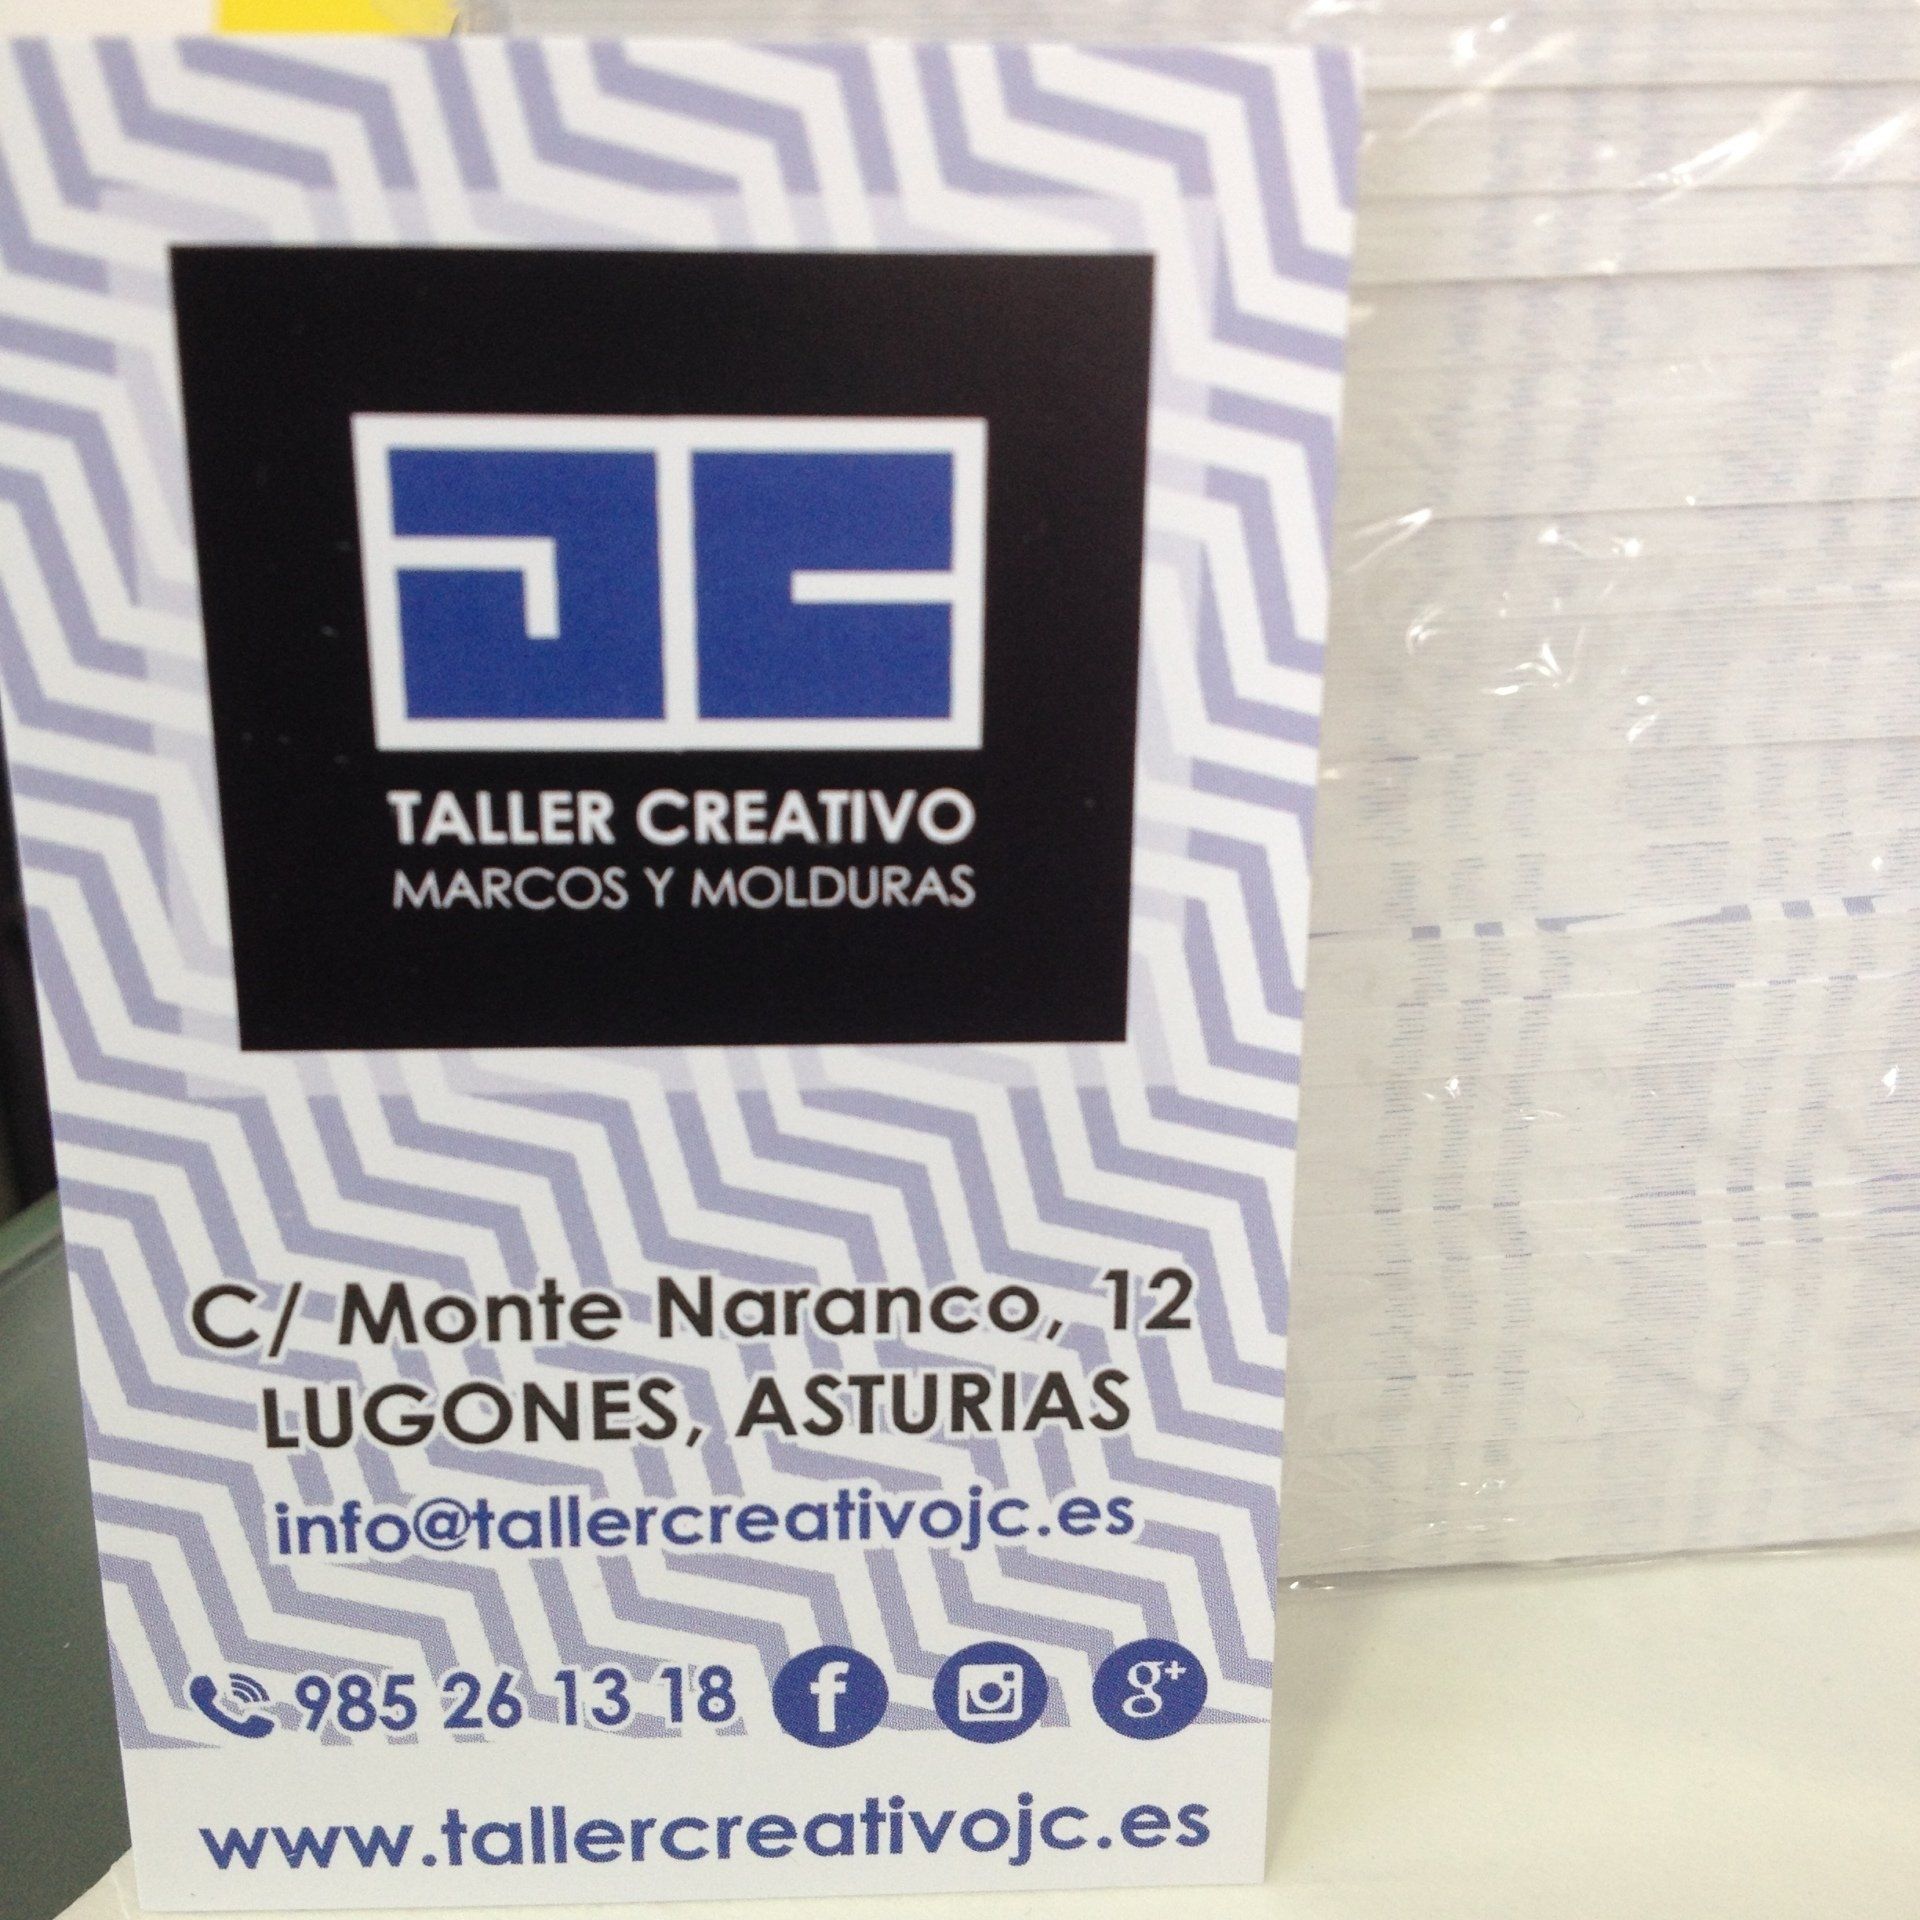 JC
TALLER CREATIVO
MARCOS Y MOLDURAS
C/ Monte Naranco, 12
LUGONES, ASTURIAS
info@tallercreativojc.es
985 26 13 18 f g+
www.tallercreativojc.es